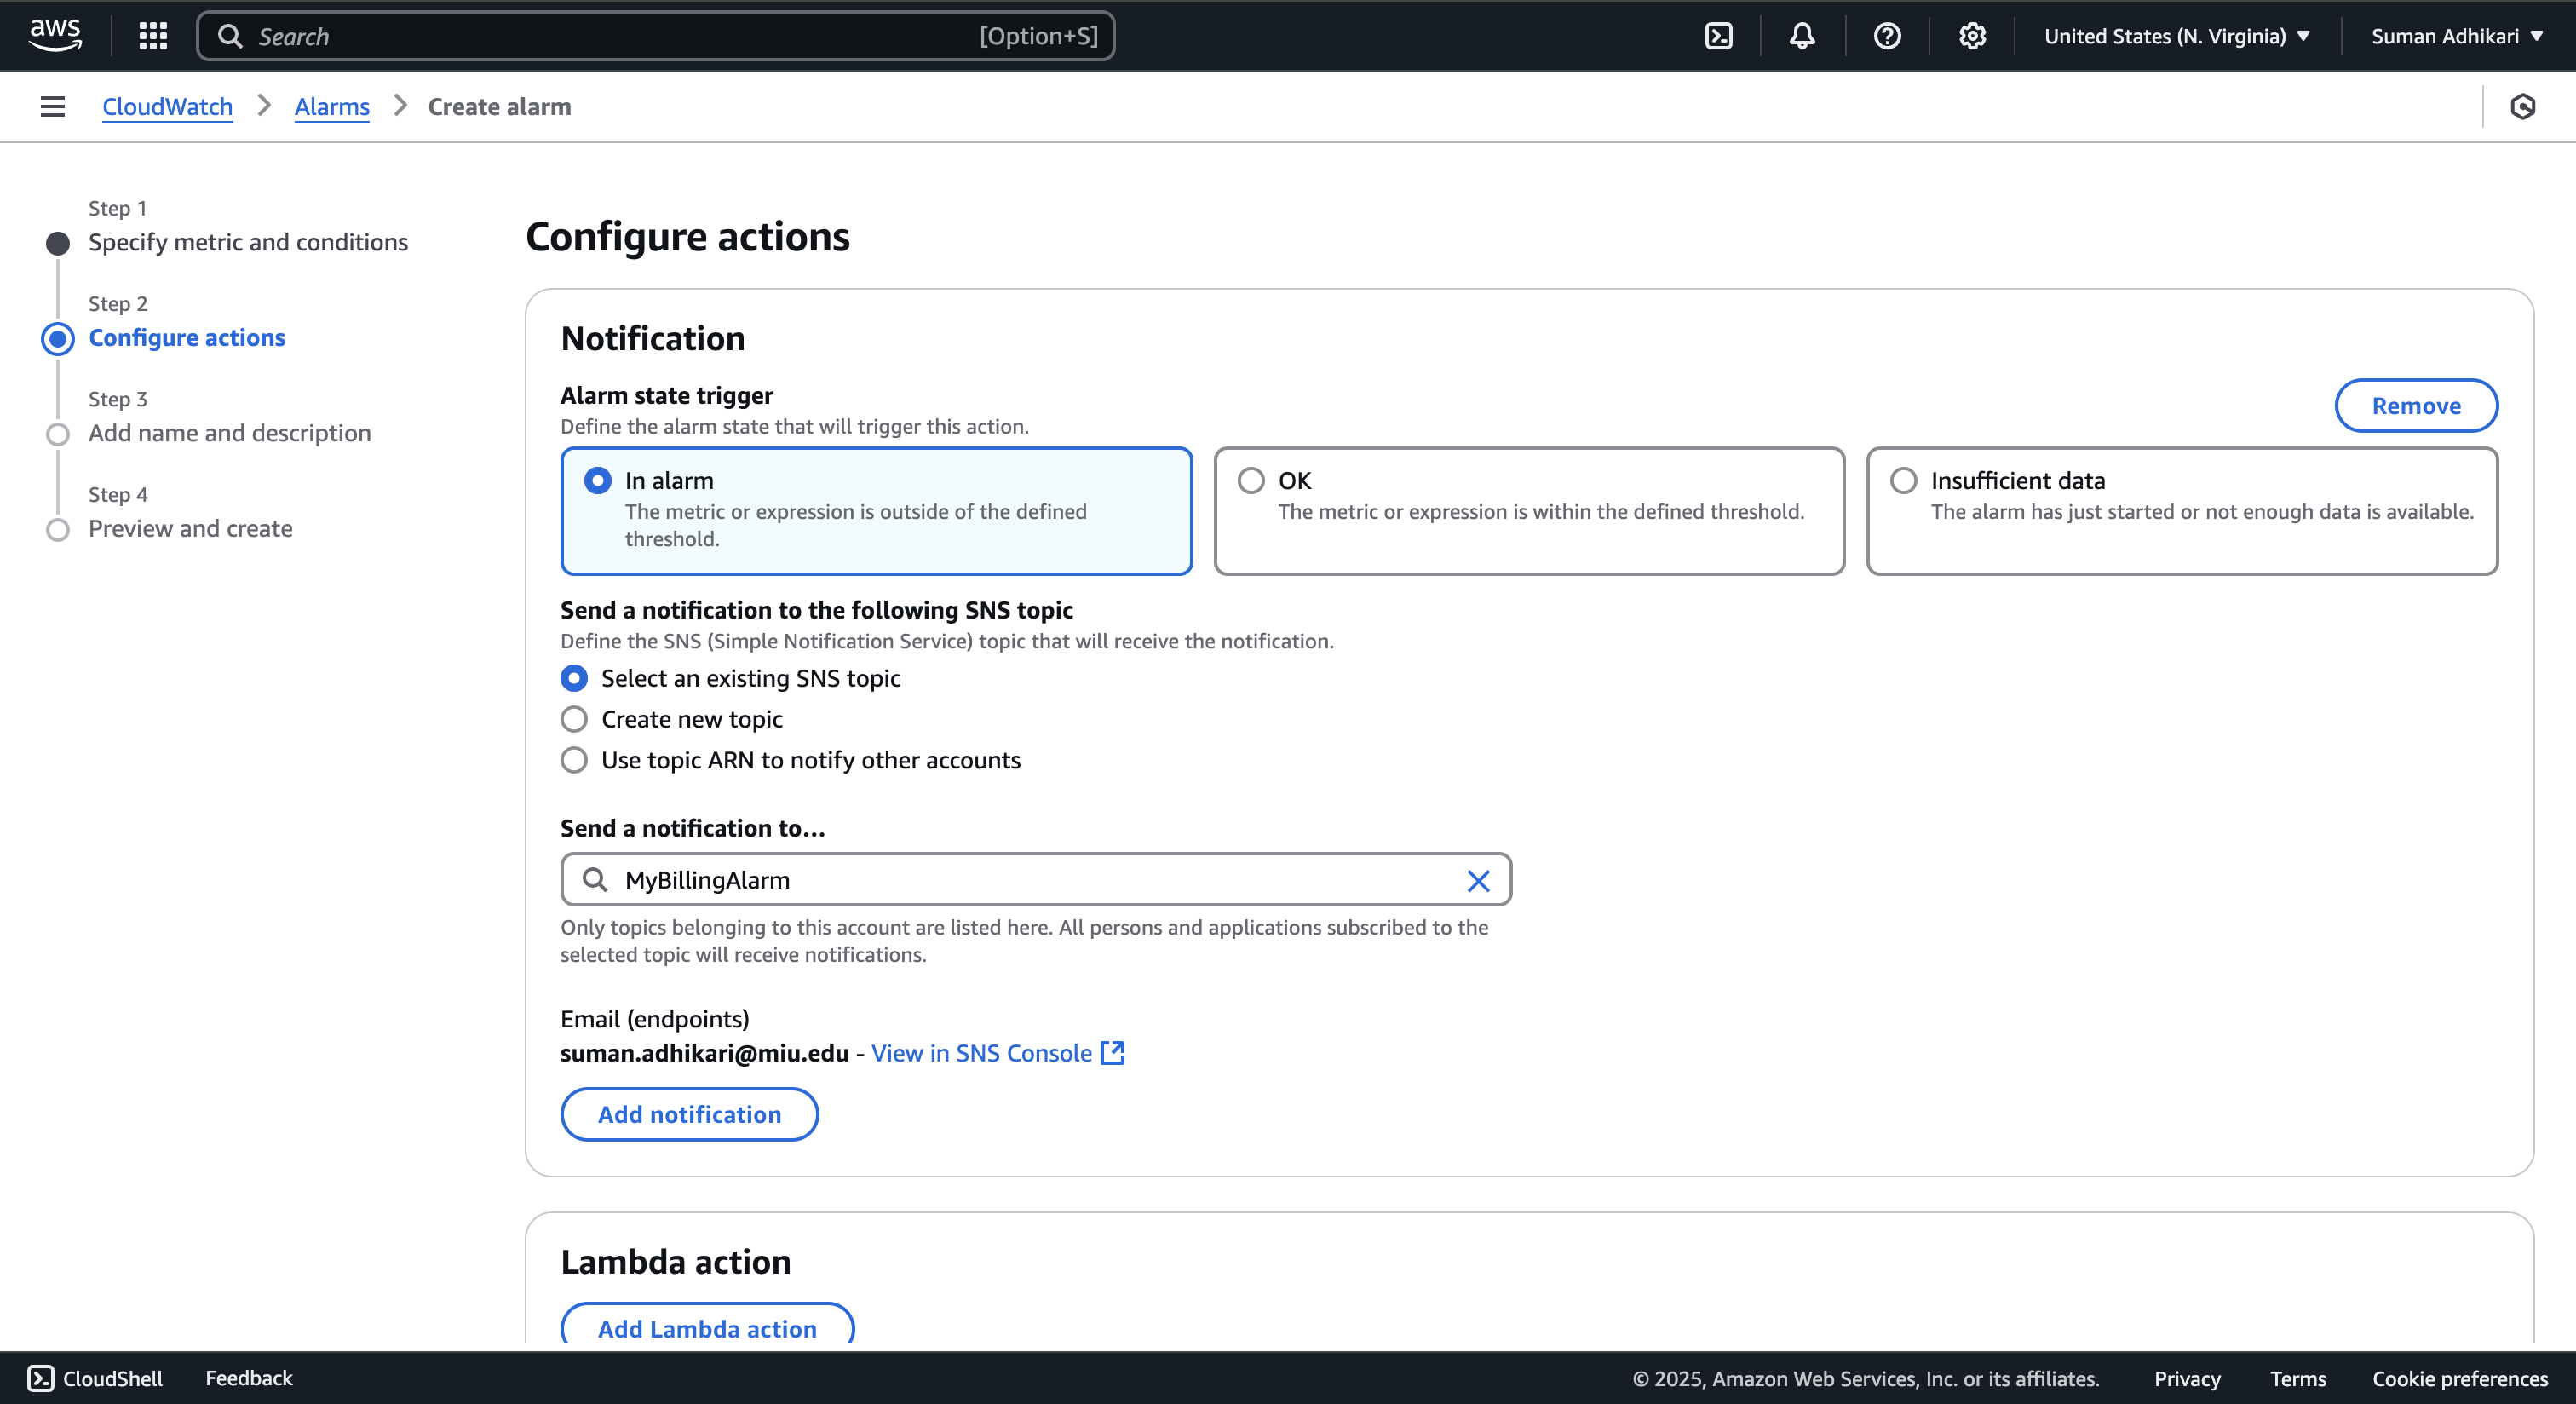 aws
Search [Option+S] United States (N. Virginia) Suman Adhikari
CloudWatch Alarms Create alarm
Step 1
Specify metric and conditions
Step 2
Configure actions
Step 3
Add name and description
Step 4
Preview and create
Configure actions
Notification
Alarm state trigger
Define the alarm state that will trigger this action.
Remove
In alarm
The metric or expression is outside of the defined
threshold.
OK
The metric or expression is within the defined threshold.
Insufficient data
The alarm has just started or not enough data is available.
Send a notification to the following SNS topic
Define the SNS (Simple Notification Service) topic that will receive the notification.
Select an existing SNS topic
Create new topic
Use topic ARN to notify other accounts
Send a notification to...
MyBillingAlarm
Only topics belonging to this account are listed here. All persons and applications subscribed to the
selected topic will receive notifications.
Email (endpoints)
suman.adhikari@miu.edu - View in SNS Console
Add notification
Lambda action
Add Lambda action
CloudShell Feedback © 2025, Amazon Web Services, Inc. or its affiliates. Privacy Terms Cookie preferences